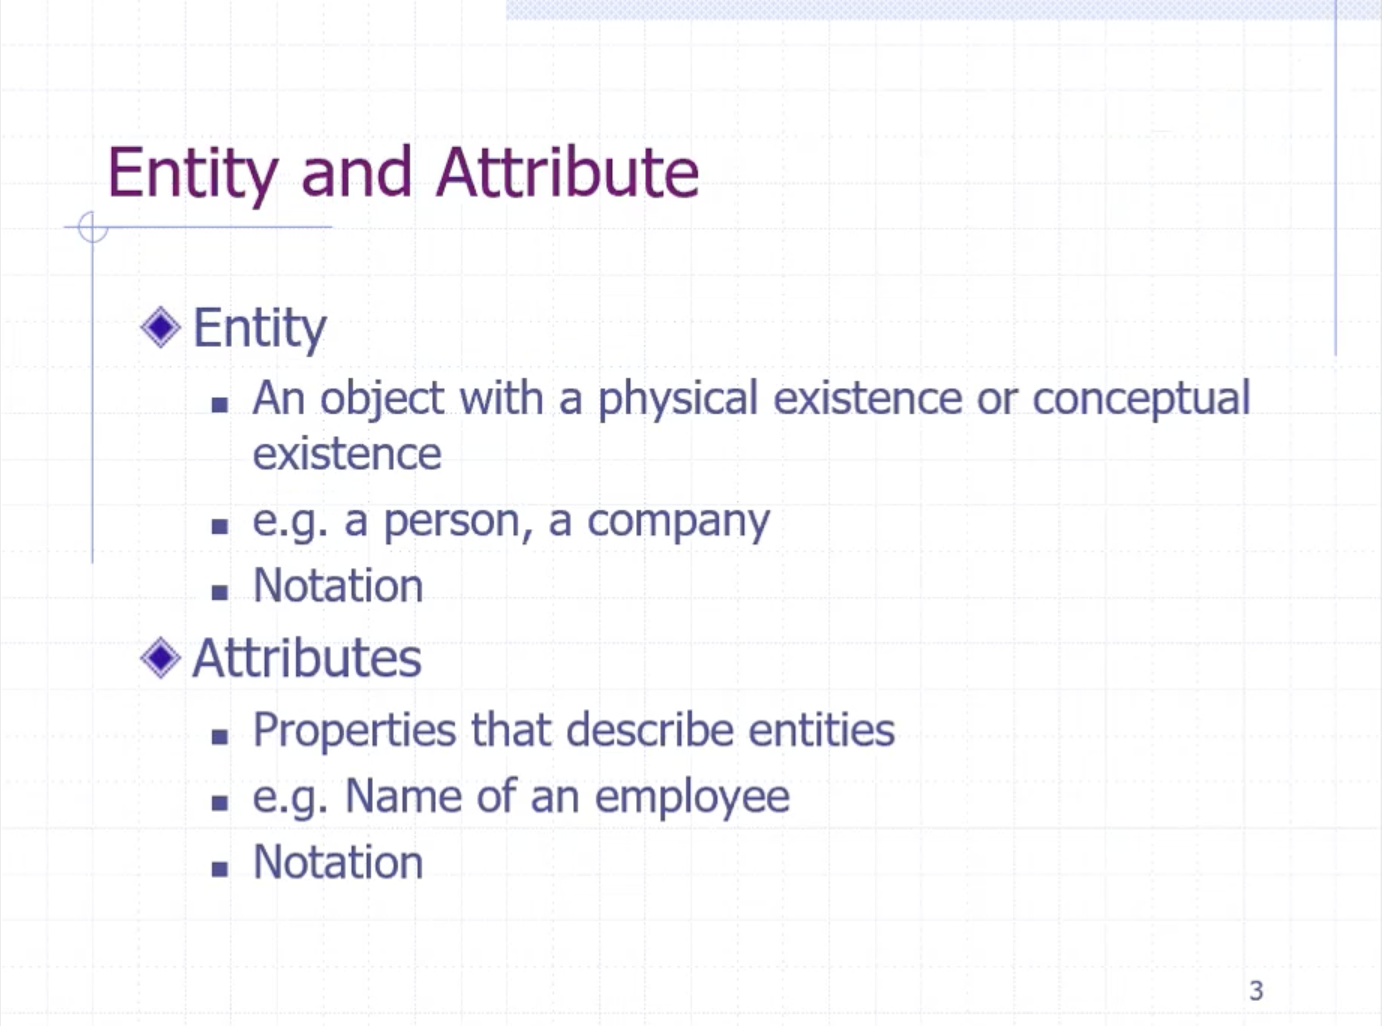 Entity and Attribute
Entity
An object with a physical existence or conceptual
existence
e.g. a person, a company
Notation
Attributes
Properties that describe entities
e.g. Name of an employee
Notation
3